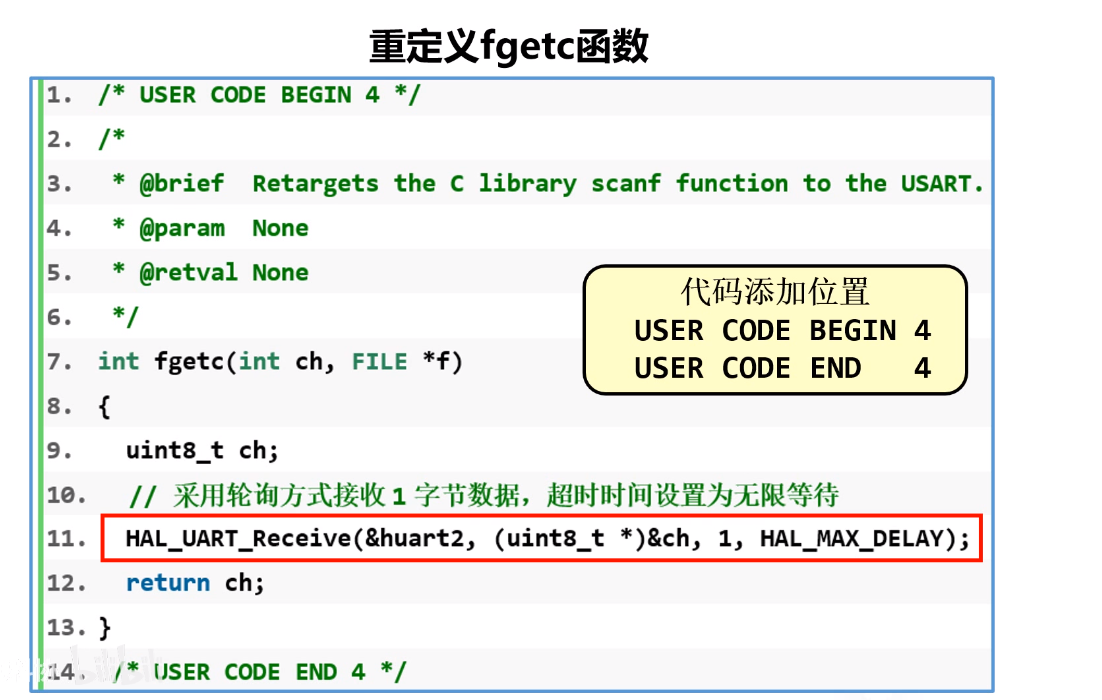 重定义fgetc函数
1. /* USER CODE BEGIN 4 */
2. /*
3. * @brief Retargets the C library scanf function to the USART.
4. * @param None
5. * @retval None
6. */
代码添加位置
USER CODE BEGIN 4
USER CODE END 4
7. int fgetc(int ch, FILE *f)
8. {
9. uint8_t ch;
10. // 采用轮询方式接收1字节数据，超时时间设置为无限等待
11. HAL_UART_Receive(&huart2, (uint8_t *)&ch, 1, HAL_MAX_DELAY);
12. return ch;
13. }
14. /* USER CODE END 4 */